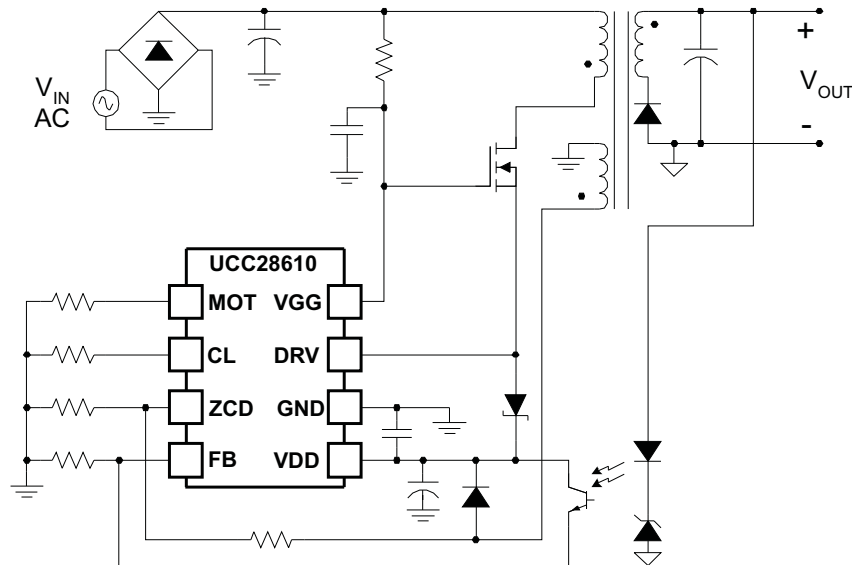 V_IN
AC
+
V_OUT
-
UCC28610
MOT VGG
CL DRV
ZCD GND
FB VDD